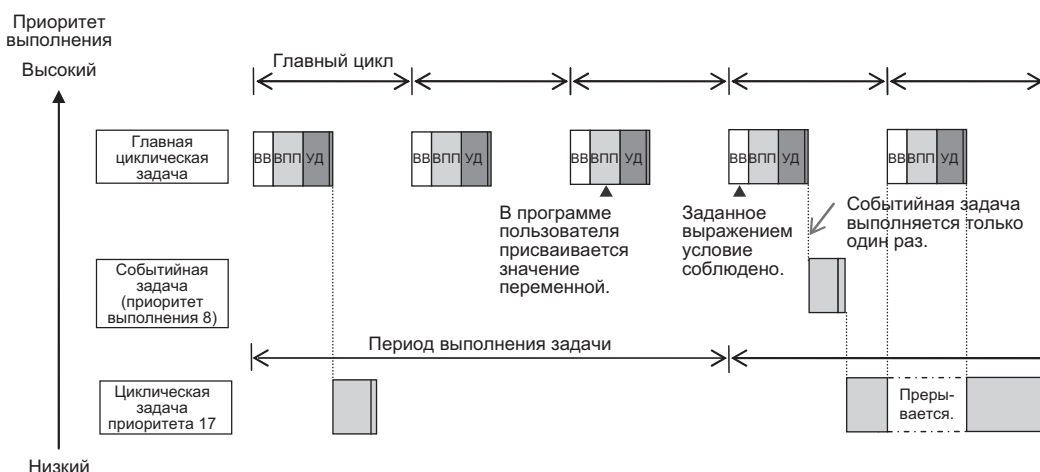 Приоритет
выполнения
Высокий
Главный цикл
Главная
циклическая
задача
ВВ ВПП УД
ВВ ВПП УД
ВВ ВПП УД
ВВ ВПП УД
ВВ ВПП УД
В программе
пользователя
присваивается
значение
переменной.
Заданное
выражением
условие
соблюдено.
Событийная задача
выполняется только
один раз.
Событийная
задача
(приоритет
выполнения 8)
Период выполнения задачи
Циклическая
задача
приоритета 17
Преры-
вается.
Низкий